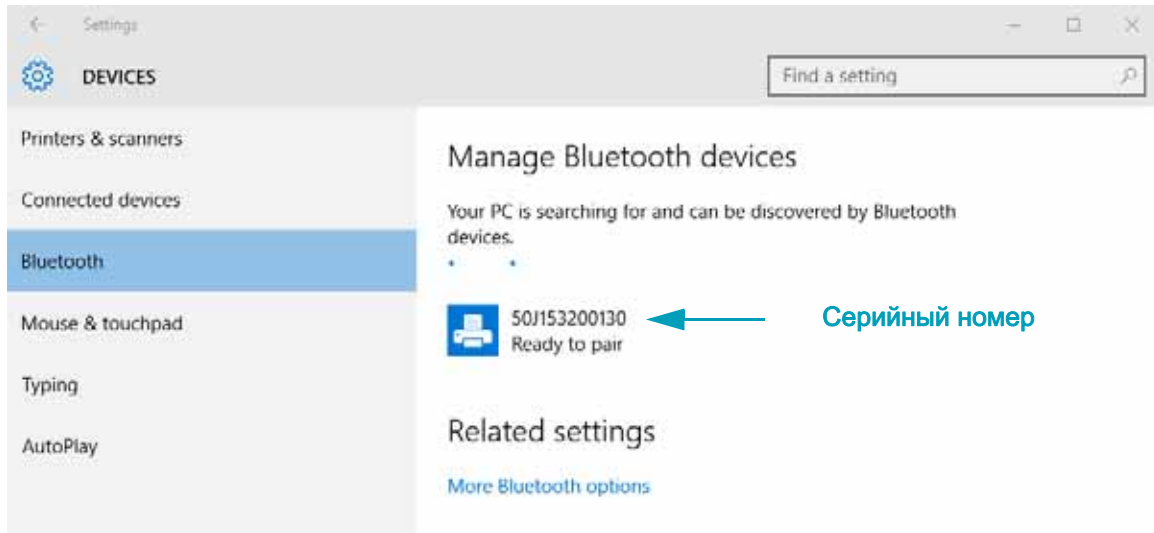 Settings
DEVICES
Find a setting
Printers & scanners
Connected devices
Bluetooth
Mouse & touchpad
Typing
AutoPlay
Manage Bluetooth devices
Your PC is searching for and can be discovered by Bluetooth
devices.
50J153200130
Ready to pair
Серийный номер
Related settings
More Bluetooth options